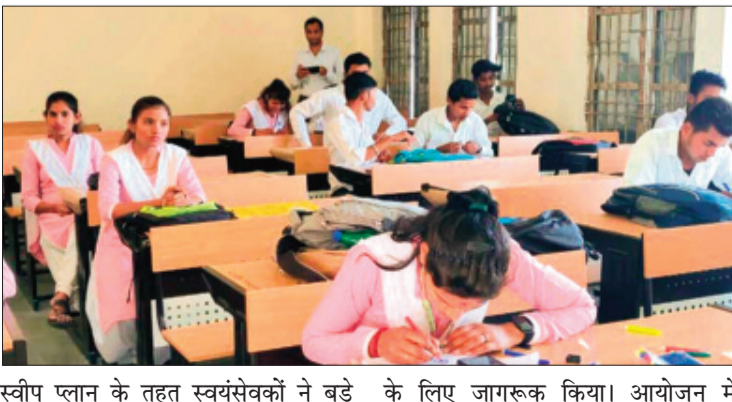 स्वीप प्लान के तहत स्वयंसेवकों ने बडे
के लिए जागरूक किया। आयोजन में